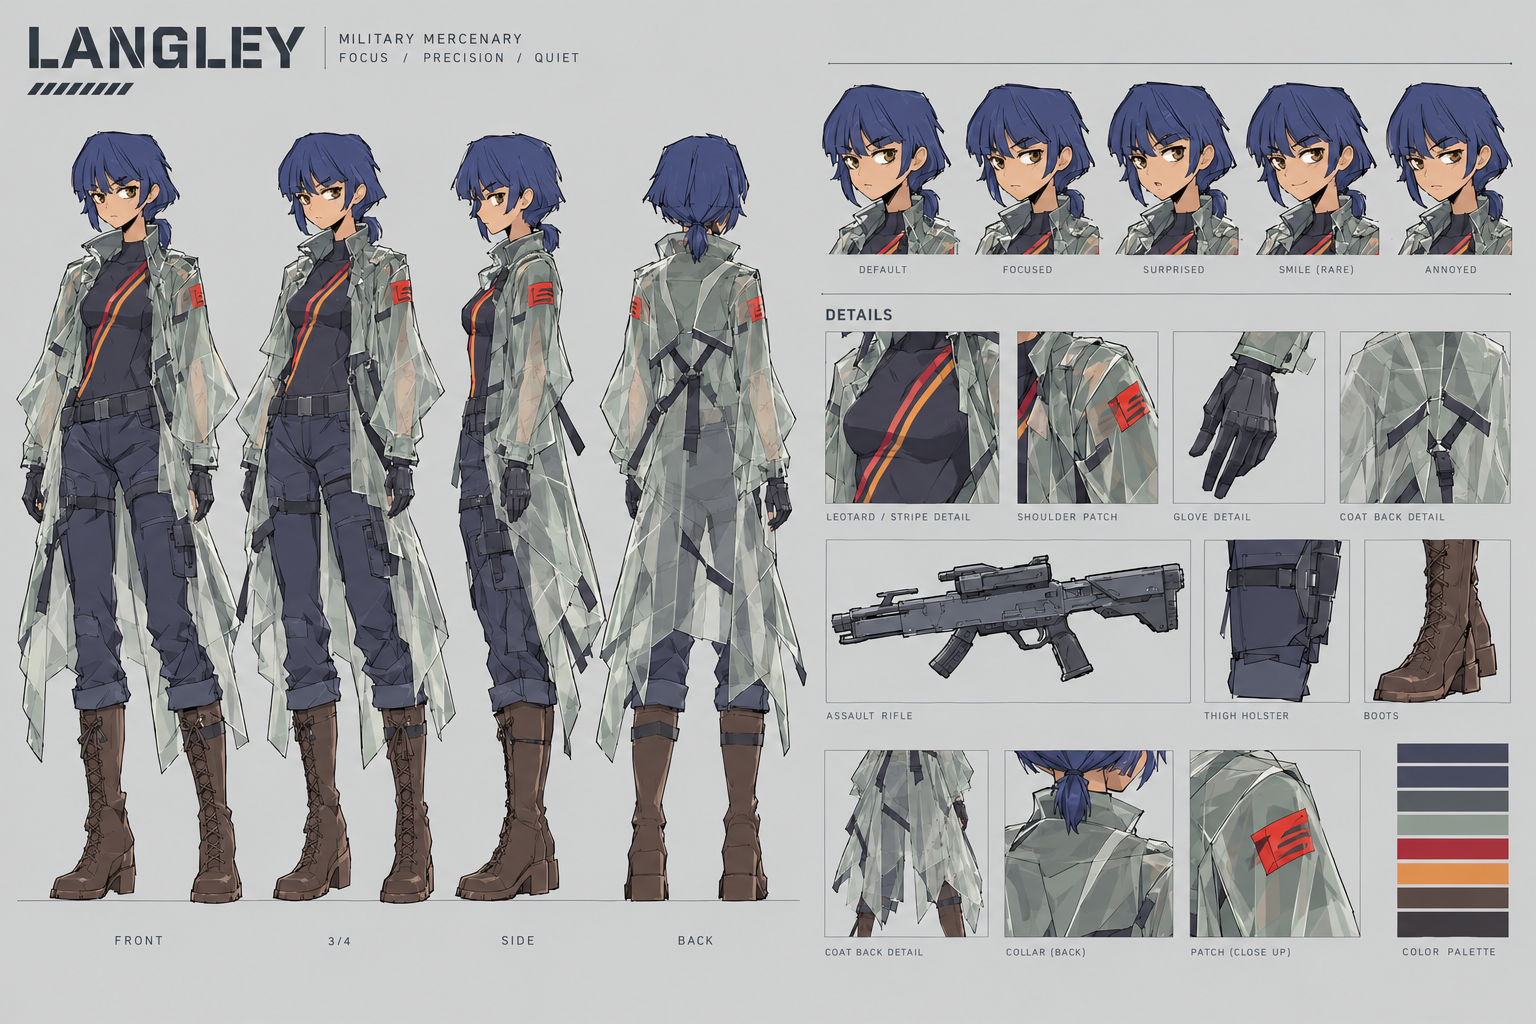 LANGLEY
MILITARY MERCENARY
FOCUS / PRECISION / QUIET
DEFAULT
FOCUSED
SURPRISED
SMILE (RARE)
ANNOYED
DETAILS
LEOTARD / STRIPE DETAIL
SHOULDER PATCH
GLOVE DETAIL
COAT BACK DETAIL
ASSAULT RIFLE
THIGH HOLSTER
BOOTS
COAT BACK DETAIL
COLLAR (BACK)
PATCH (CLOSE UP)
COLOR PALETTE
FRONT
3/4
SIDE
BACK